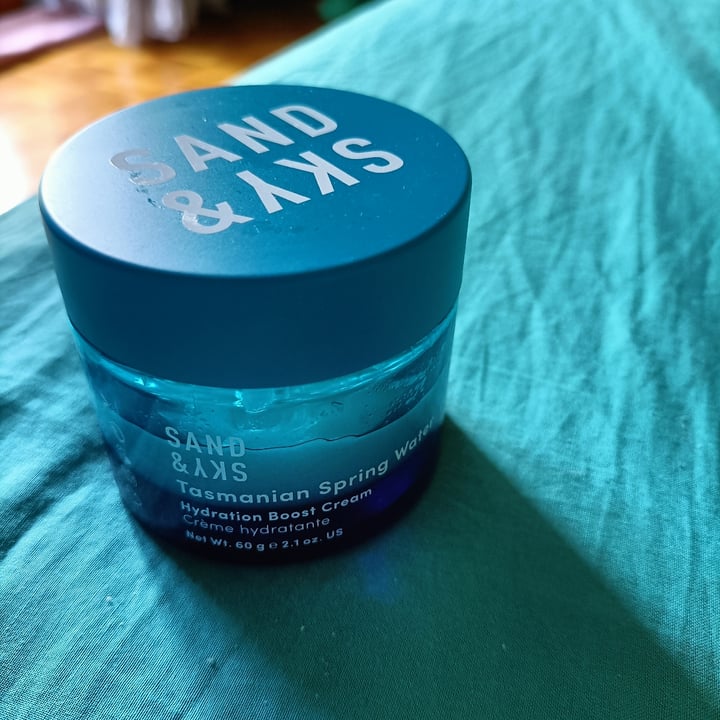 SAND
& SKY
SAND
& SKY
Tasmanian Spring Water
Hydration Boost Cream
Crème hydratante
Net Wt. 60 g e 2.1 oz. US